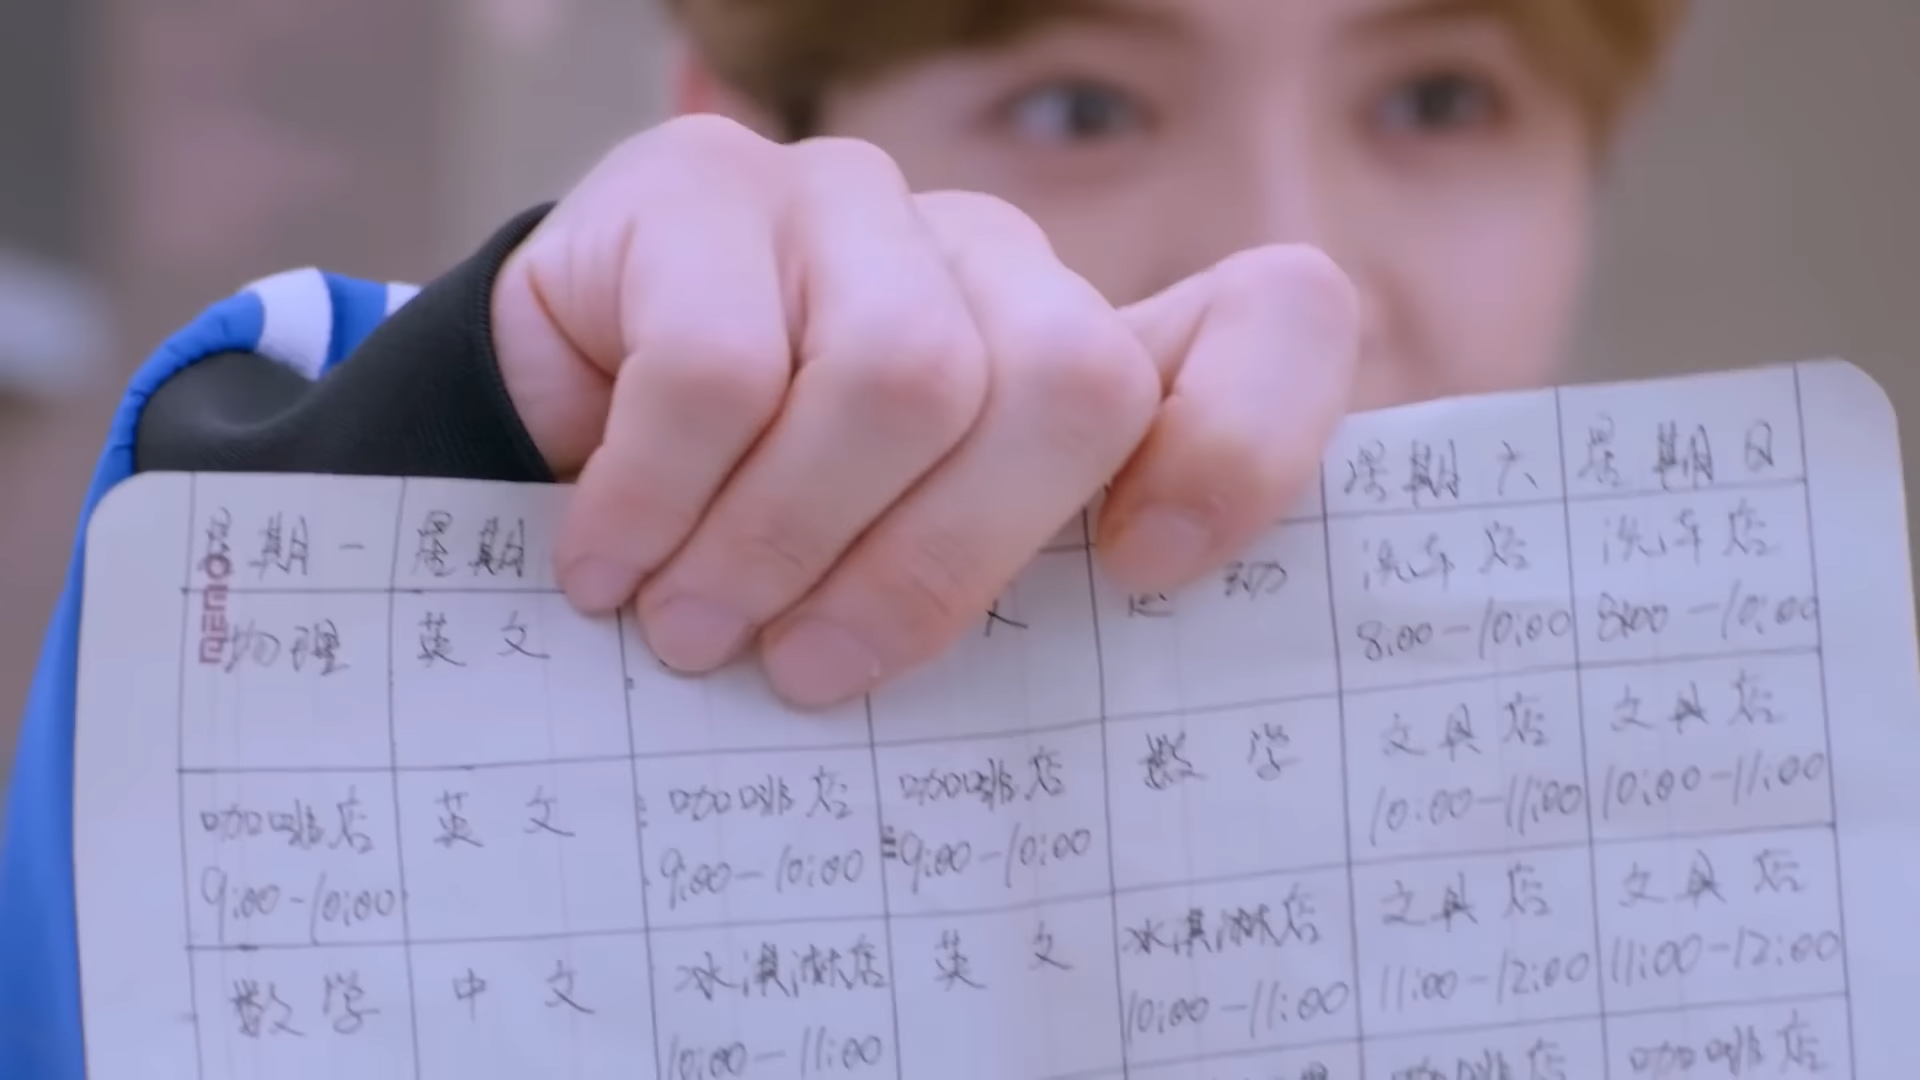 MEMO
星期一 星期 星期六 星期日
物理 英文 运动 洗车店 洗车店
8:00-10:00 8:00-10:00
咖啡店 英文 咖啡店 咖啡店 数学 文具店 文具店
9:00-10:00 9:00-10:00 9:00-10:00 10:00-11:00 10:00-11:00
数学 中文 冰淇淋店 英文 冰淇淋店 文具店 文具店
10:00-11:00 10:00-11:00 11:00-12:00 11:00-12:00
咖啡店 咖啡店